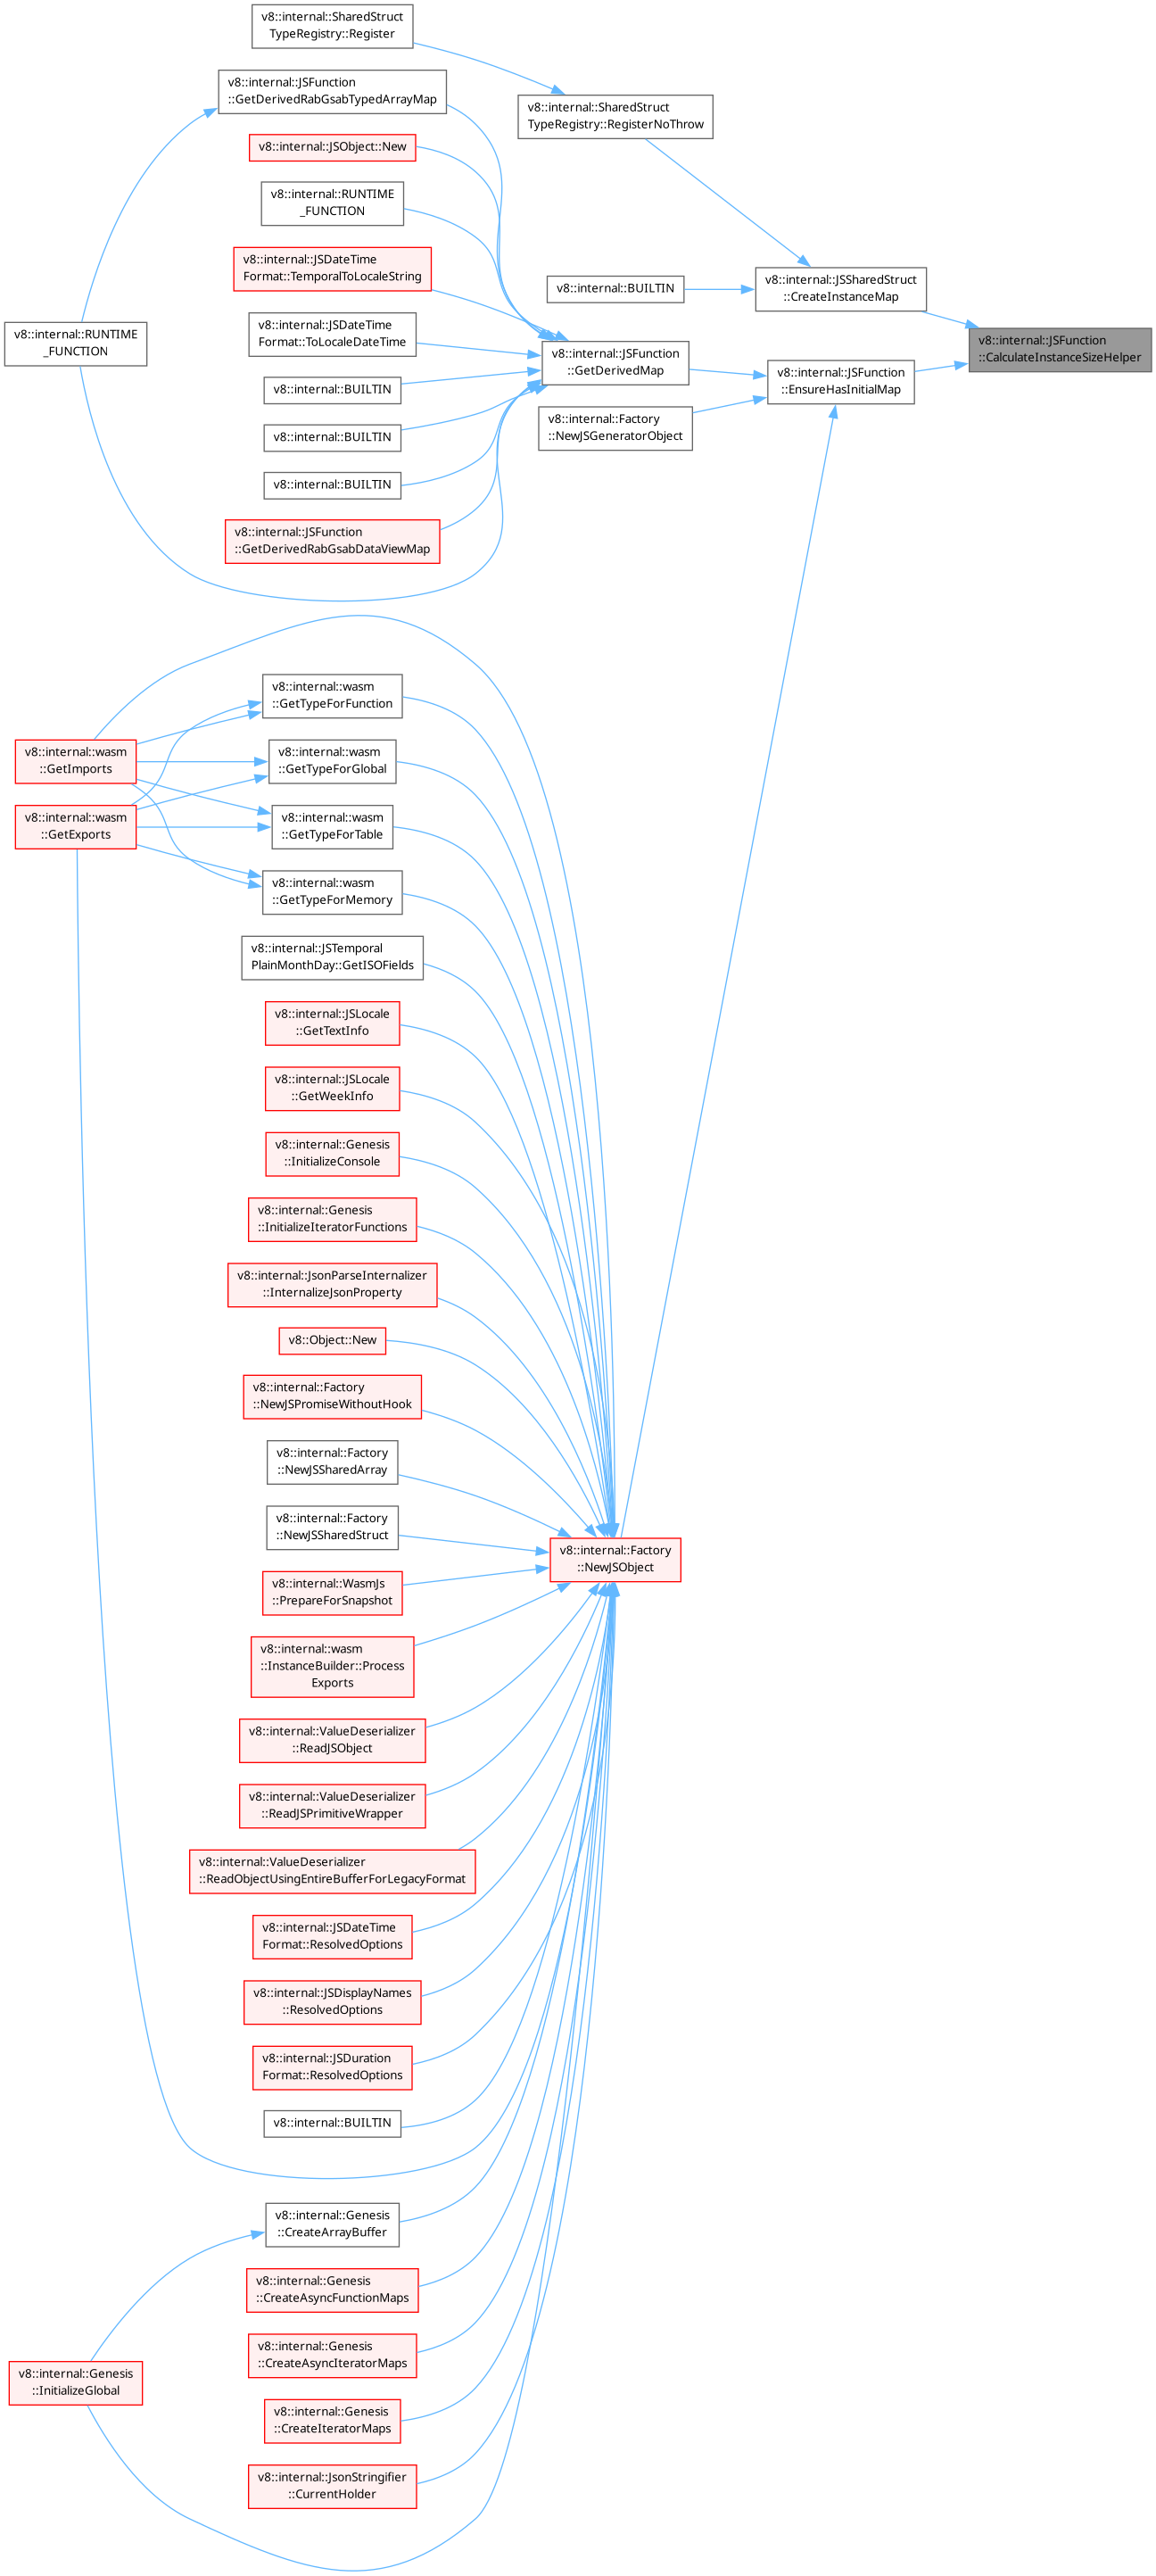 v8::internal::SharedStruct
TypeRegistry::Register
v8::internal::JSFunction
::GetDerivedRabGsabTypedArrayMap
v8::internal::SharedStruct
TypeRegistry::RegisterNoThrow
v8::internal::JSObject::New
v8::internal::RUNTIME
_FUNCTION
v8::internal::JSDateTime
Format::TemporalToLocaleString
v8::internal::BUILTIN
v8::internal::JSSharedStruct
::CreateInstanceMap
v8::internal::JSFunction
::CalculateInstanceSizeHelper
v8::internal::RUNTIME
_FUNCTION
v8::internal::JSDateTime
Format::ToLocaleDateTime
v8::internal::JSFunction
::GetDerivedMap
v8::internal::JSFunction
::EnsureHasInitialMap
v8::internal::BUILTIN
v8::internal::Factory
::NewJSGeneratorObject
v8::internal::BUILTIN
v8::internal::BUILTIN
v8::internal::JSFunction
::GetDerivedRabGsabDataViewMap
v8::internal::wasm
::GetTypeForFunction
v8::internal::wasm
::GetImports
v8::internal::wasm
::GetTypeForGlobal
v8::internal::wasm
::GetExports
v8::internal::wasm
::GetTypeForTable
v8::internal::wasm
::GetTypeForMemory
v8::internal::JSTemporal
PlainMonthDay::GetISOFields
v8::internal::JSLocale
::GetTextInfo
v8::internal::JSLocale
::GetWeekInfo
v8::internal::Genesis
::InitializeConsole
v8::internal::Genesis
::InitializeIteratorFunctions
v8::internal::JsonParseInternalizer
::InternalizeJsonProperty
v8::Object::New
v8::internal::Factory
::NewJSPromiseWithoutHook
v8::internal::Factory
::NewJSSharedArray
v8::internal::Factory
::NewJSSharedStruct
v8::internal::Factory
::NewJSObject
v8::internal::WasmJs
::PrepareForSnapshot
v8::internal::wasm
::InstanceBuilder::Process
Exports
v8::internal::ValueDeserializer
::ReadJSObject
v8::internal::ValueDeserializer
::ReadJSPrimitiveWrapper
v8::internal::ValueDeserializer
::ReadObjectUsingEntireBufferForLegacyFormat
v8::internal::JSDateTime
Format::ResolvedOptions
v8::internal::JSDisplayNames
::ResolvedOptions
v8::internal::JSDuration
Format::ResolvedOptions
v8::internal::BUILTIN
v8::internal::Genesis
::CreateArrayBuffer
v8::internal::Genesis
::CreateAsyncFunctionMaps
v8::internal::Genesis
::CreateAsyncIteratorMaps
v8::internal::Genesis
::InitializeGlobal
v8::internal::Genesis
::CreateIteratorMaps
v8::internal::JsonStringifier
::CurrentHolder